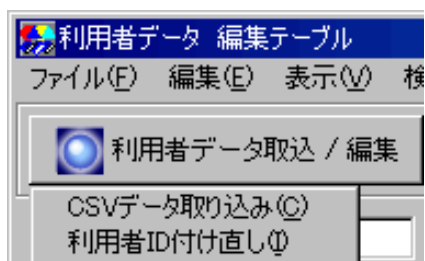 利用者データ 編集テーブル
ファイル(F) 編集(E) 表示(V) 検
利用者データ取込 / 編集
CSVデータ取り込み(C)
利用者ID付け直し(I)